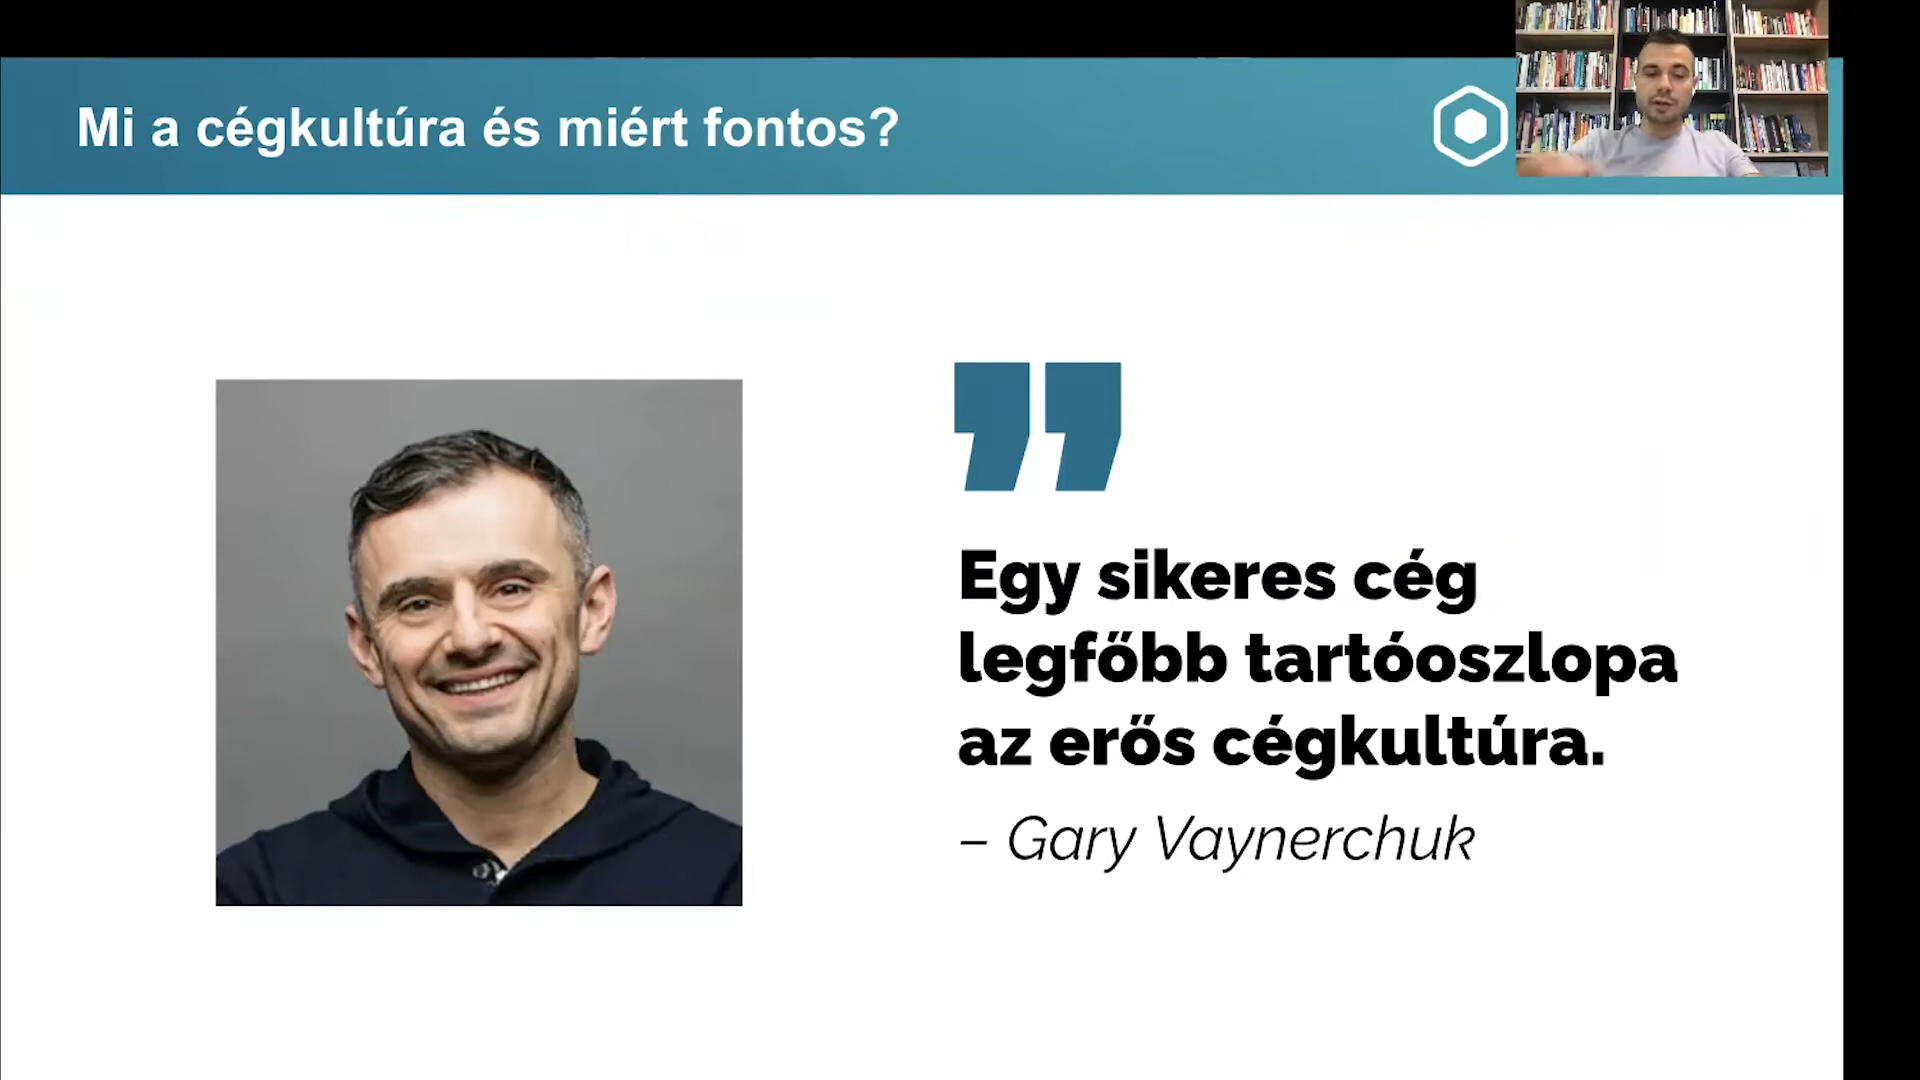 Mi a cégkultúra és miért fontos?
Egy sikeres cég
legfőbb tartóoszlopa
az erős cégkultúra.
– Gary Vaynerchuk